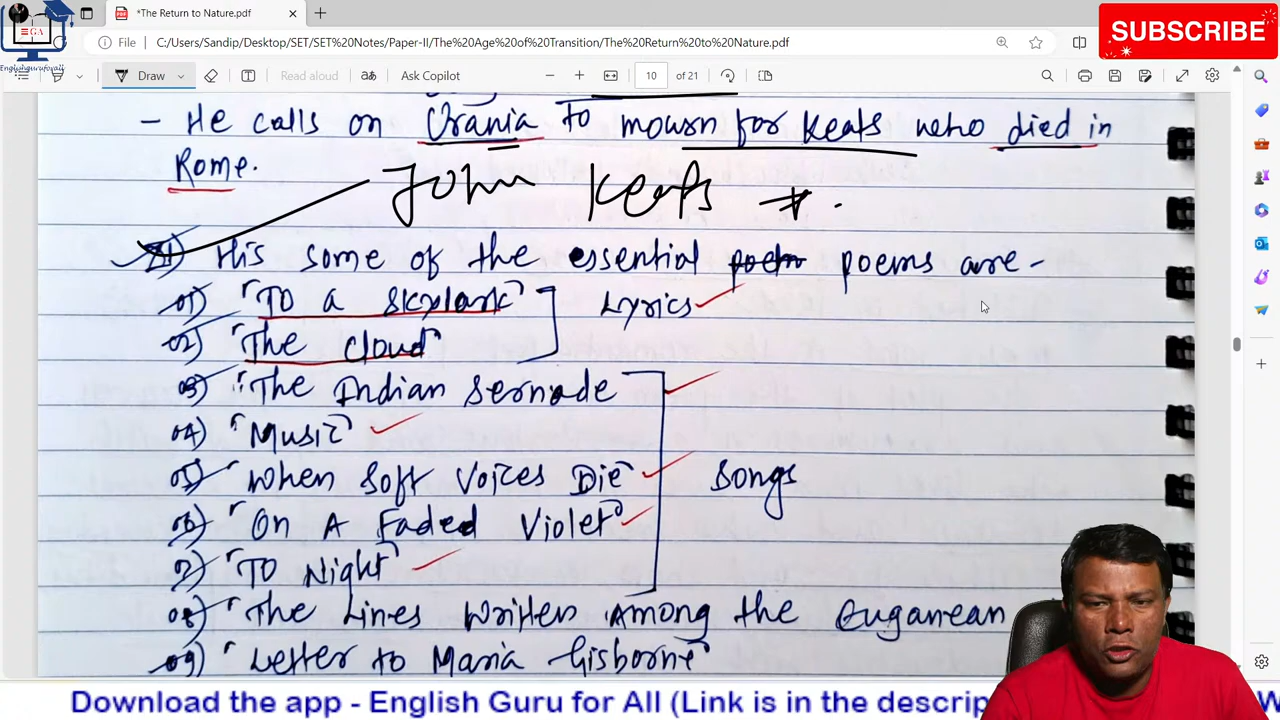 *The Return to Nature.pdf
SUBSCRIBE
EGA
Englishguruforall
File
C:/Users/Sandip/Desktop/SET/SET%20Notes/Paper-II/The%20Age%20of%20Transition/The%20Return%20to%20Nature.pdf
Draw
Read aloud
Ask Copilot
10
of 21
- He calls on Urania to mourn for Keats who died in
Rome.
John Keats
His some of the essential poems are-
01) "To a Skylark"
Lyrics
02) "The Cloud"
03) "The Indian Sernade
04) "Music"
05) "When Soft Voices Die"
Songs
06) "On A Faded Violet"
7) "To Night"
08) "The Lines Written Among the Euganean
09) "Letter to Maria Gisborne"
Download the app - English Guru for All (Link is in the descrip